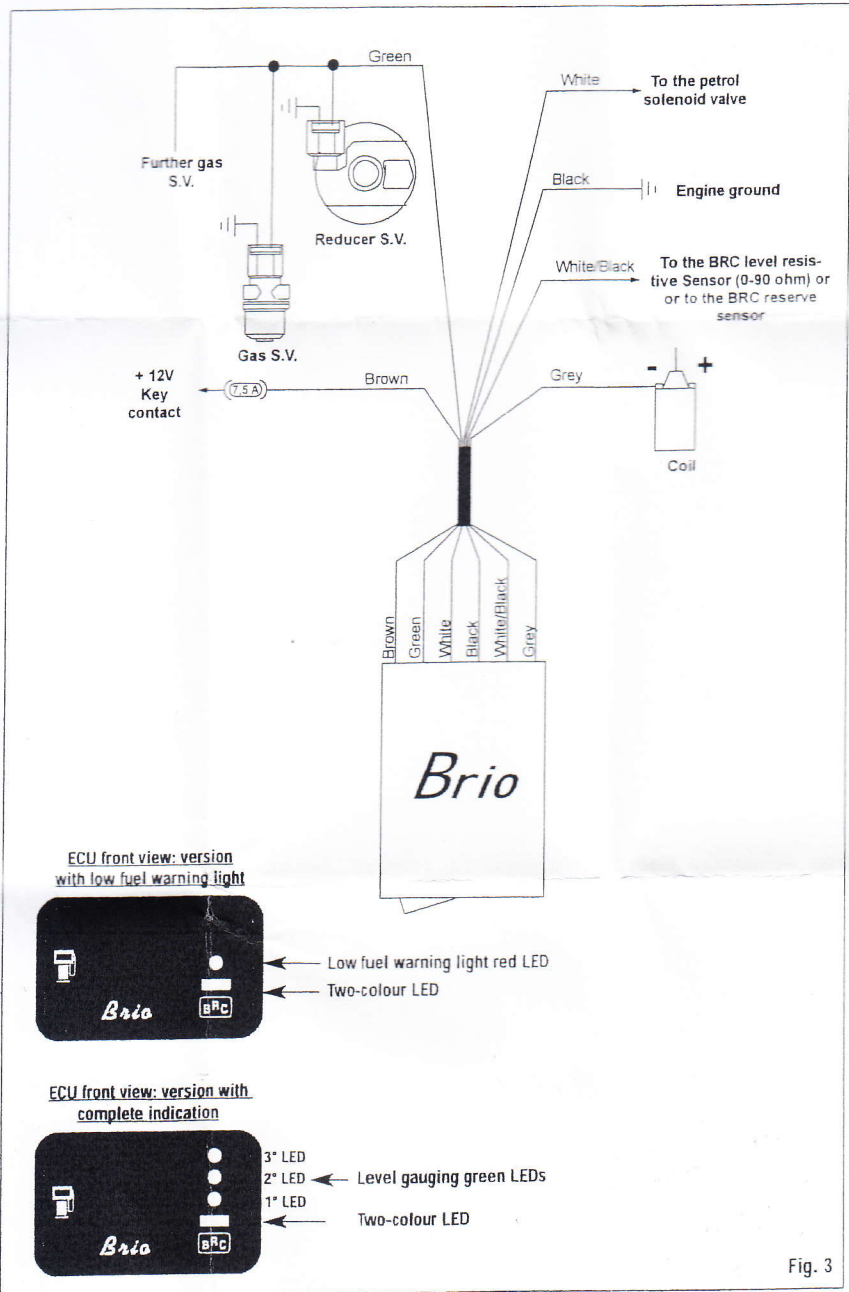 Green
White
To the petrol
solenoid valve
Further gas
S.V.
Black
Engine ground
Reducer S.V.
White/Black
To the BRC level resis-
tive Sensor (0-90 ohm) or
or to the BRC reserve
sensor
Gas S.V.
+ 12V
Key
contact
7,5 A
Brown
Grey
- +
Coil
Brown
Green
White
Black
White/Black
Grey
Brio
ECU front view: version
with low fuel warning light
Low fuel warning light red LED
Two-colour LED
Brio
BRC
ECU front view: version with
complete indication
3° LED
2° LED
Level gauging green LEDs
1° LED
Two-colour LED
Brio
BRC
Fig. 3